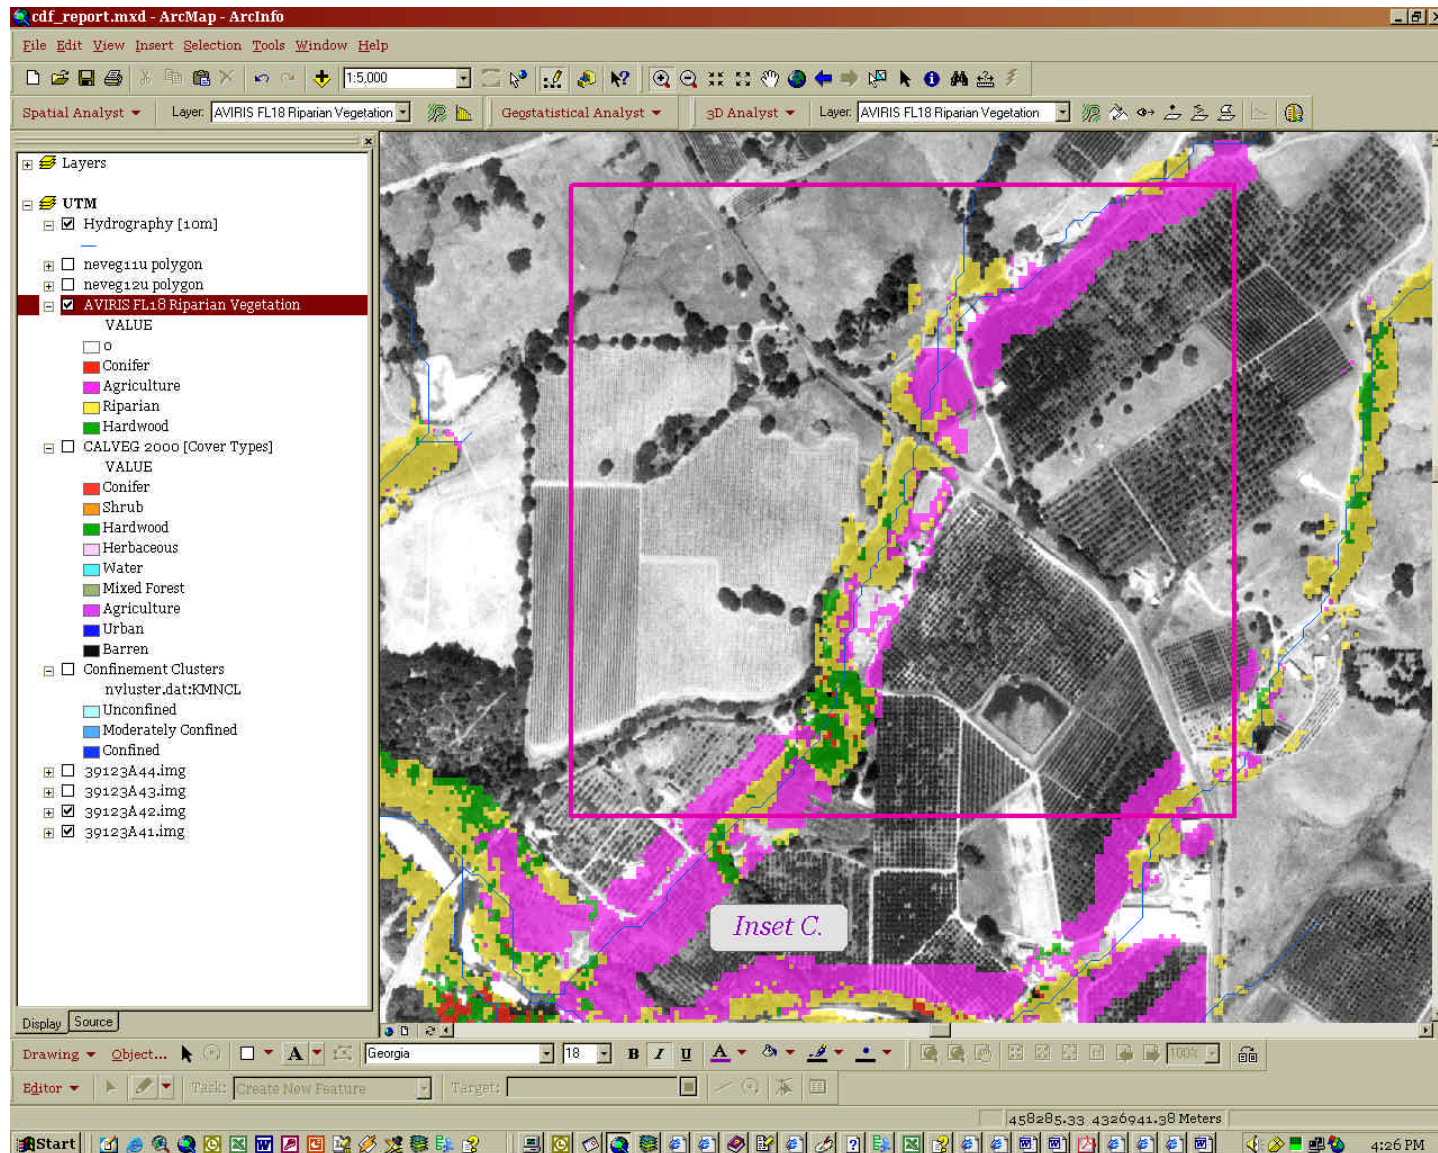 cdf_report.mxd - ArcMap - ArcInfo
File Edit View Insert Selection Tools Window Help
1:5,000
Spatial Analyst Layer: AVIRIS FL18 Riparian Vegetation Geostatistical Analyst 3D Analyst Layer: AVIRIS FL18 Riparian Vegetation
Layers
UTM
Hydrography [10m]
neveg11u polygon
neveg12u polygon
AVIRIS FL18 Riparian Vegetation
VALUE
0
Conifer
Agriculture
Riparian
Hardwood
CALVEG 2000 [Cover Types]
VALUE
Conifer
Shrub
Hardwood
Herbaceous
Water
Mixed Forest
Agriculture
Urban
Barren
Confinement Clusters
nvluster.dat:KMNCL
Unconfined
Moderately Confined
Confined
39123A44.img
39123A43.img
39123A42.img
39123A41.img
Inset C.
Display Source
Drawing Object... A Georgia 18 B I U A 100%
Editor Task: Create New Feature Target:
458285.33 4326941.38 Meters
Start 4:26 PM